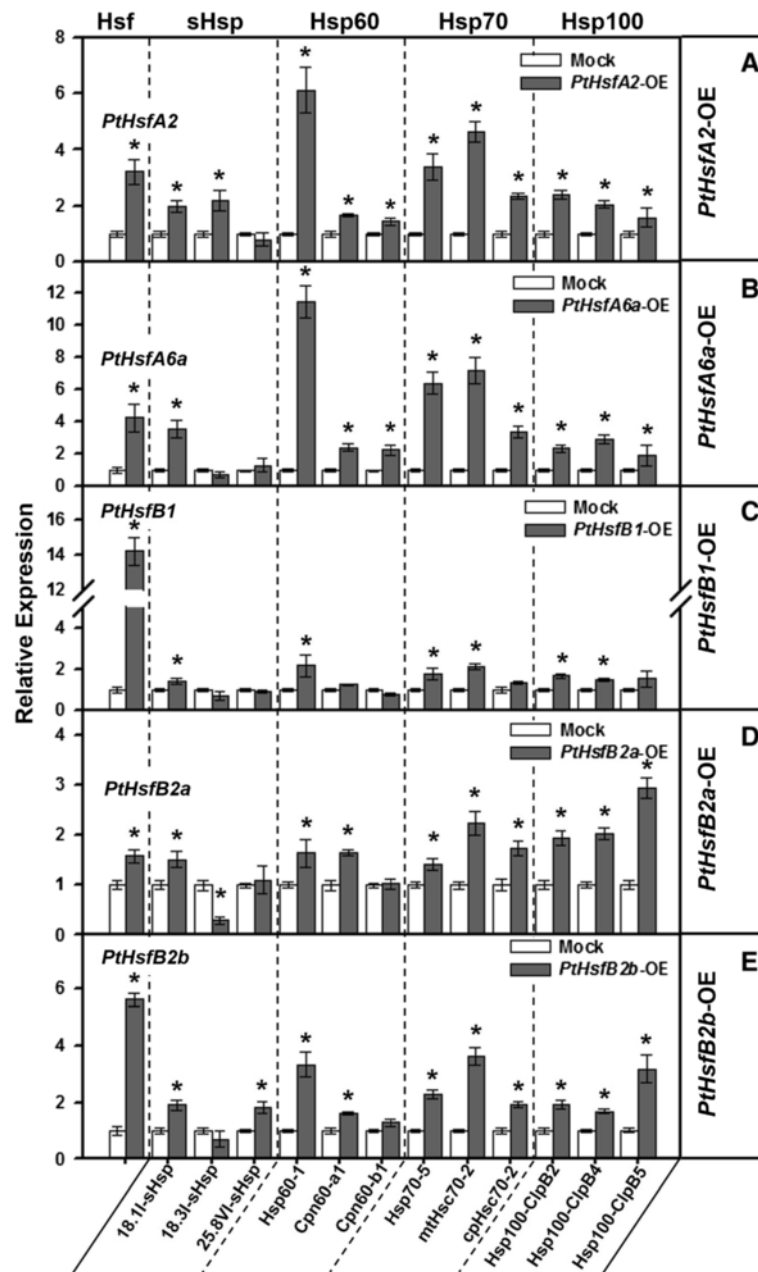 Hsf sHsp Hsp60 Hsp70 Hsp100
8
6
4
2
0
Mock
PtHsfA2-OE
A
PtHsfA2
* * * * * * * * * * * *
PtHsfA2-OE
12
10
8
6
4
2
0
Mock
PtHsfA6a-OE
B
PtHsfA6a
* * * * * * * * * * *
PtHsfA6a-OE
16
14
12
4
2
0
Mock
PtHsfB1-OE
C
PtHsfB1
* * * * * * *
PtHsfB1-OE
Relative Expression
4
3
2
1
0
Mock
PtHsfB2a-OE
D
PtHsfB2a
* * * * * * * * * * *
PtHsfB2a-OE
6
4
2
0
Mock
PtHsfB2b-OE
E
PtHsfB2b
* * * * * * * * * * *
PtHsfB2b-OE
18.1I-sHsp
18.3I-sHsp
25.8VI-sHsp
Hsp60-1
Cpn60-a1
Cpn60-b1
Hsp70-5
mtHsc70-2
cpHsc70-2
Hsp100-ClpB2
Hsp100-ClpB4
Hsp100-ClpB5